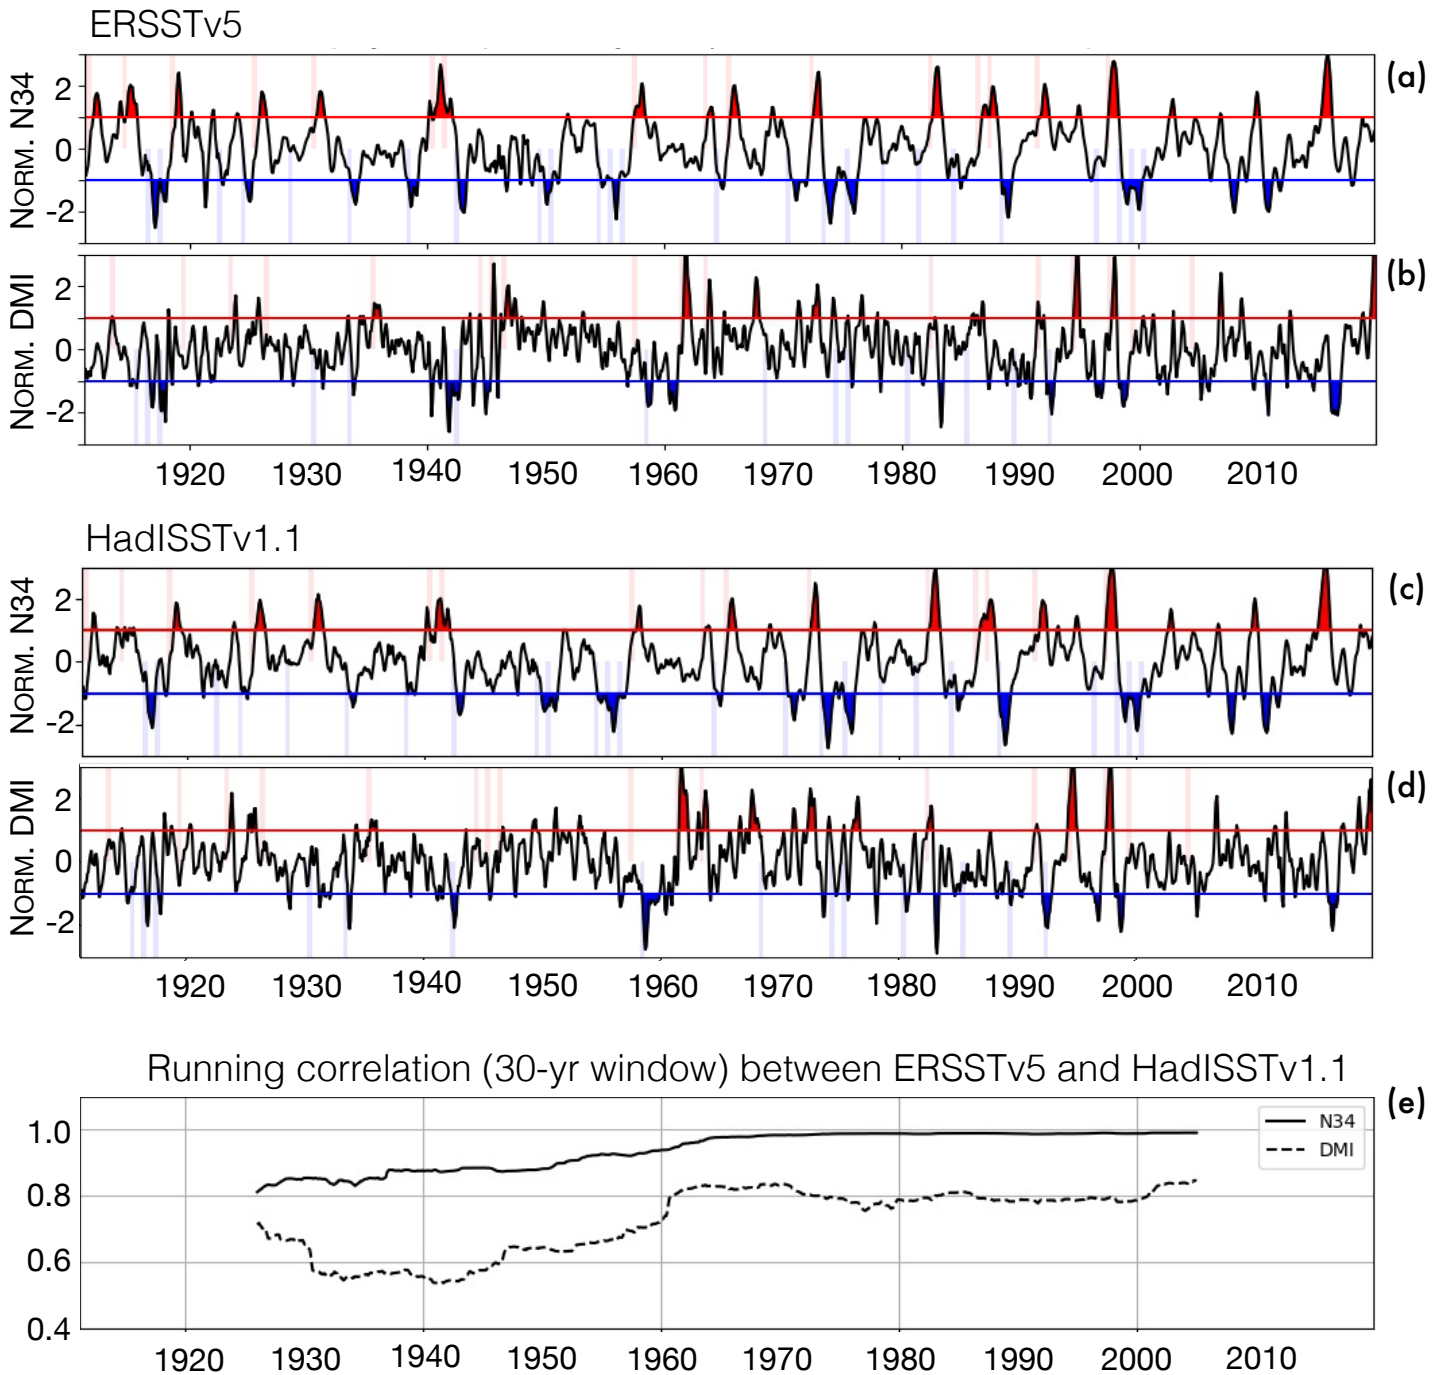 ERSSTv5
NORM. N34
2
0
-2
(a)
NORM. DMI
2
0
-2
(b)
1920 1930 1940 1950 1960 1970 1980 1990 2000 2010
HadISSTv1.1
NORM. N34
2
0
-2
(c)
NORM. DMI
2
0
-2
(d)
1920 1930 1940 1950 1960 1970 1980 1990 2000 2010
Running correlation (30-yr window) between ERSSTv5 and HadISSTv1.1
(e)
1.0
0.8
0.6
0.4
N34
DMI
1920 1930 1940 1950 1960 1970 1980 1990 2000 2010